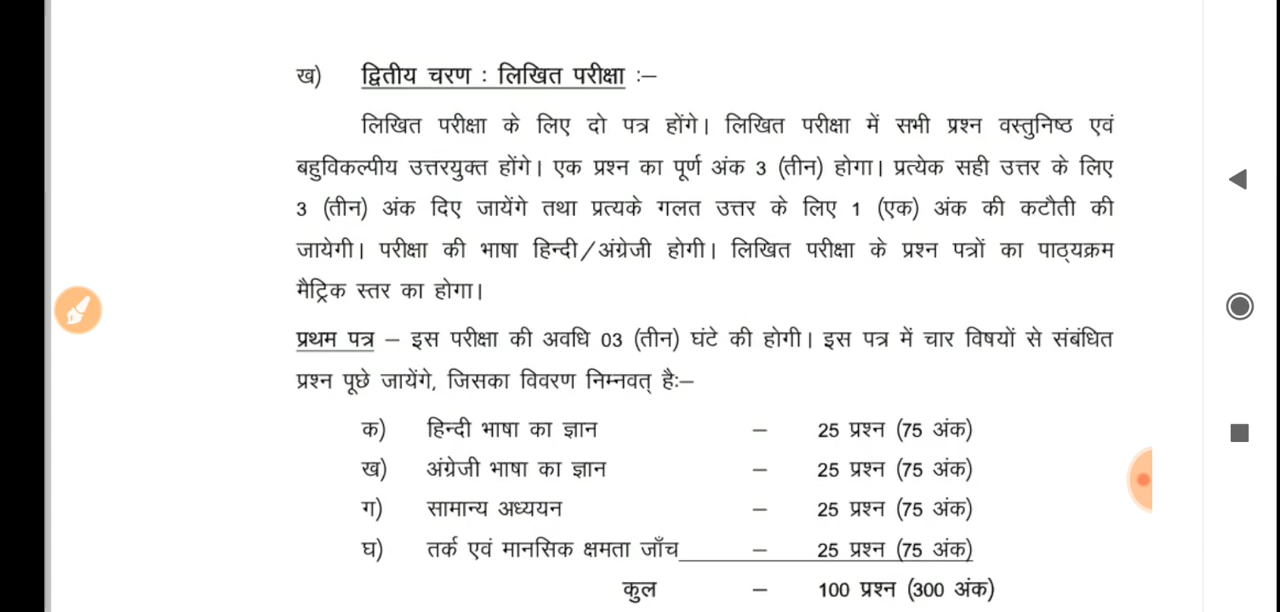 ख) द्वितीय चरण : लिखित परीक्षा :–
लिखित परीक्षा के लिए दो पत्र होंगे। लिखित परीक्षा में सभी प्रश्न वस्तुनिष्ठ एवं
बहुविकल्पीय उत्तरयुक्त होंगे। एक प्रश्न का पूर्ण अंक 3 (तीन) होगा। प्रत्येक सही उत्तर के लिए
3 (तीन) अंक दिए जायेंगे तथा प्रत्यके गलत उत्तर के लिए 1 (एक) अंक की कटौती की
जायेगी। परीक्षा की भाषा हिन्दी/अंग्रेजी होगी। लिखित परीक्षा के प्रश्न पत्रों का पाठ्यक्रम
मैट्रिक स्तर का होगा।
प्रथम पत्र – इस परीक्षा की अवधि 03 (तीन) घंटे की होगी। इस पत्र में चार विषयों से संबंधित
प्रश्न पूछे जायेंगे, जिसका विवरण निम्नवत् है:–
क) हिन्दी भाषा का ज्ञान – 25 प्रश्न (75 अंक)
ख) अंग्रेजी भाषा का ज्ञान – 25 प्रश्न (75 अंक)
ग) सामान्य अध्ययन – 25 प्रश्न (75 अंक)
घ) तर्क एवं मानसिक क्षमता जाँच – 25 प्रश्न (75 अंक)
कुल – 100 प्रश्न (300 अंक)